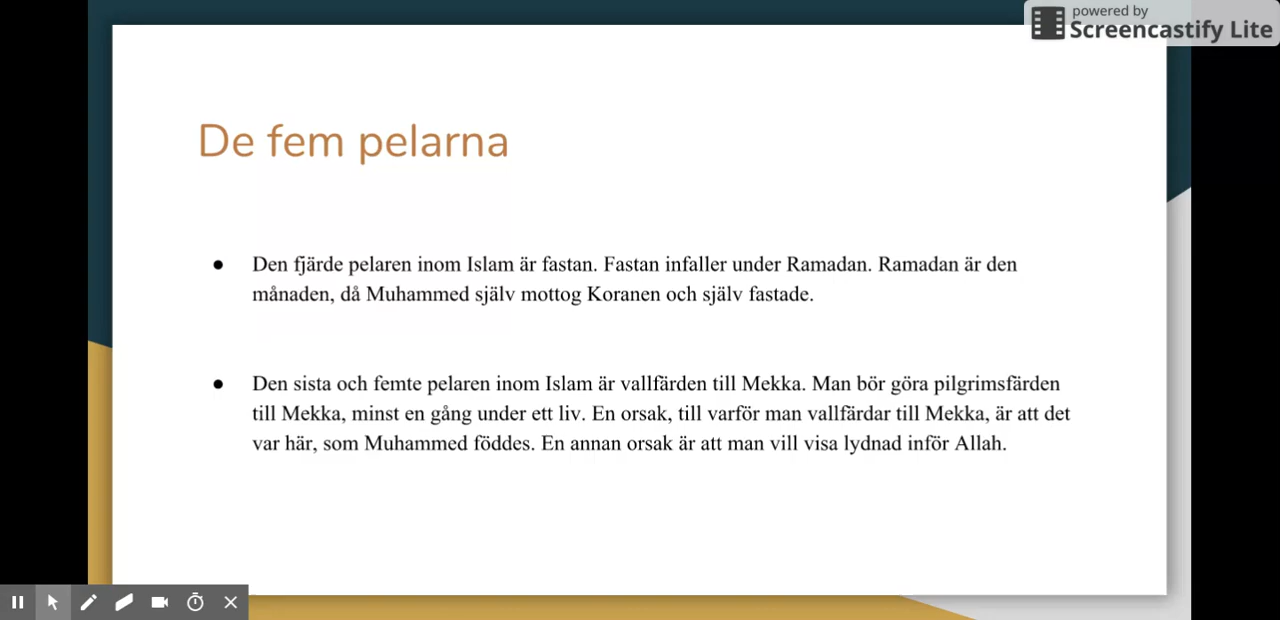 powered by
Screencastify Lite
De fem pelarna
● Den fjärde pelaren inom Islam är fastan. Fastan infaller under Ramadan. Ramadan är den
månaden, då Muhammed själv mottog Koranen och själv fastade.
● Den sista och femte pelaren inom Islam är vallfärden till Mekka. Man bör göra pilgrimsfärden
till Mekka, minst en gång under ett liv. En orsak, till varför man vallfärdar till Mekka, är att det
var här, som Muhammed föddes. En annan orsak är att man vill visa lydnad inför Allah.